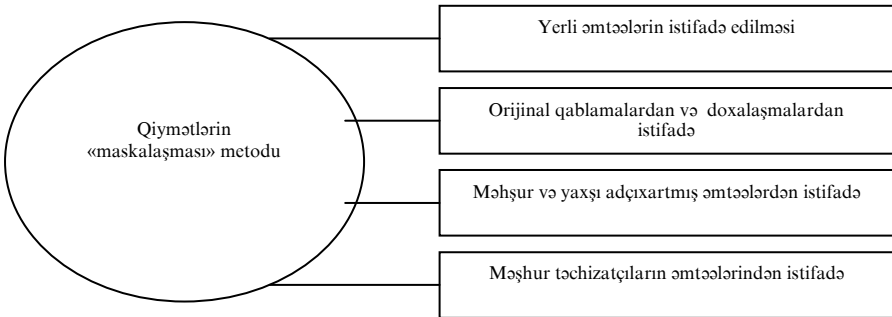 Yerli əmtəələrin istifadə edilməsi
Orijinal qablamalardan və doxalaşmalardan
istifadə
Qiymətlərin
«maskalaşması» metodu
Məhşur və yaxşı adçıxartmış əmtəələrdən istifadə
Məşhur təchizatçıların əmtəələrindən istifadə